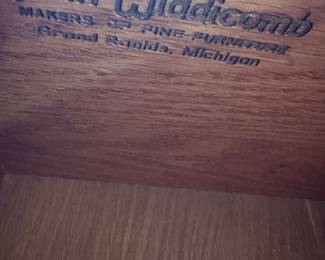 Widdicomb
MAKERS OF FINE FURNITURE
Grand Rapids, Michigan